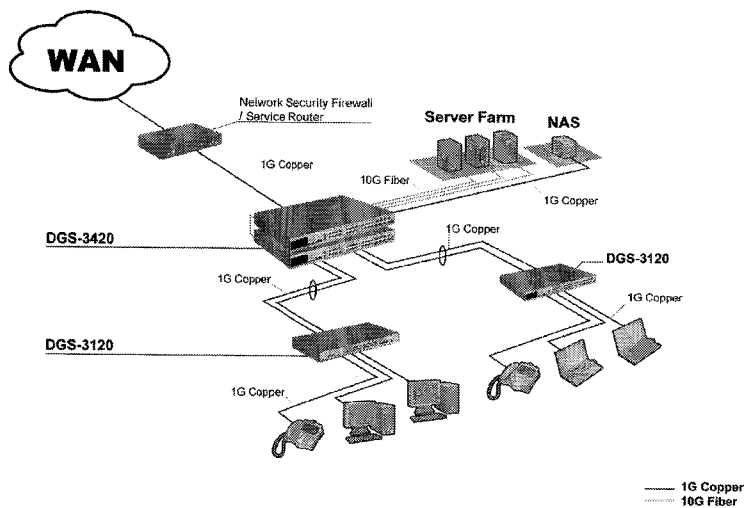 WAN
Network Security Firewall
/ Service Router
Server Farm
NAS
1G Copper
10G Fiber
1G Copper
1G Copper
DGS-3420
DGS-3120
1G Copper
1G Copper
DGS-3120
1G Copper
1G Copper
10G Fiber